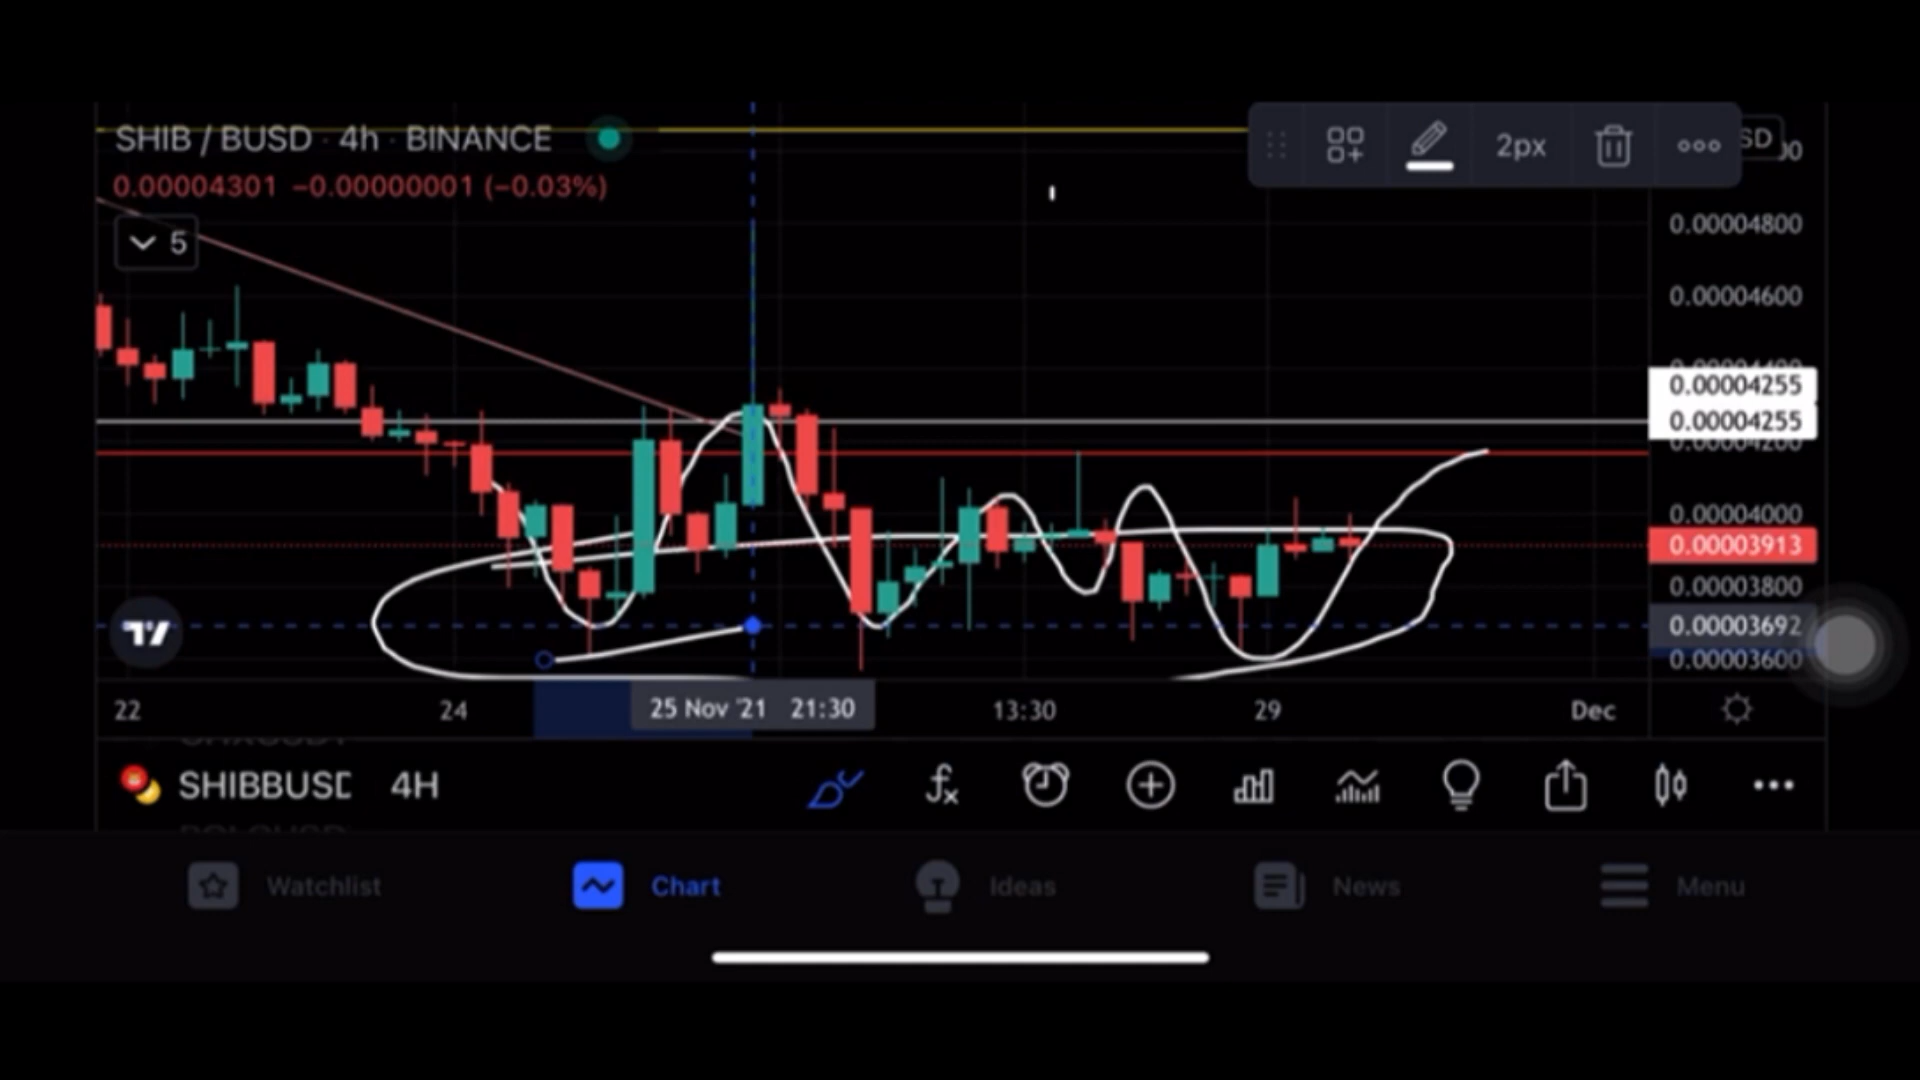 SHIB / BUSD · 4h · BINANCE
2px
0.00004301 −0.00000001 (−0.03%)
5
0.00004800
0.00004600
0.00004255
0.00004255
0.00004000
0.00003913
0.00003800
0.00003692
0.00003600
22
24
25 Nov '21 21:30
13:30
29
Dec
SHIBBUSD
4H
Watchlist
Chart
Ideas
News
Menu